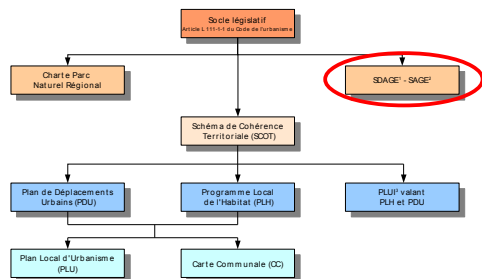 Socle législatif
Article L 111-1-1 du Code de l'urbanisme
Charte Parc
Naturel Régional
SDAGE¹ - SAGE²
Schéma de Cohérence
Territoriale (SCOT)
Plan de Déplacements
Urbains (PDU)
Programme Local
de l'Habitat (PLH)
PLUI³ valant
PLH et PDU
Plan Local d'Urbanisme
(PLU)
Carte Communale (CC)